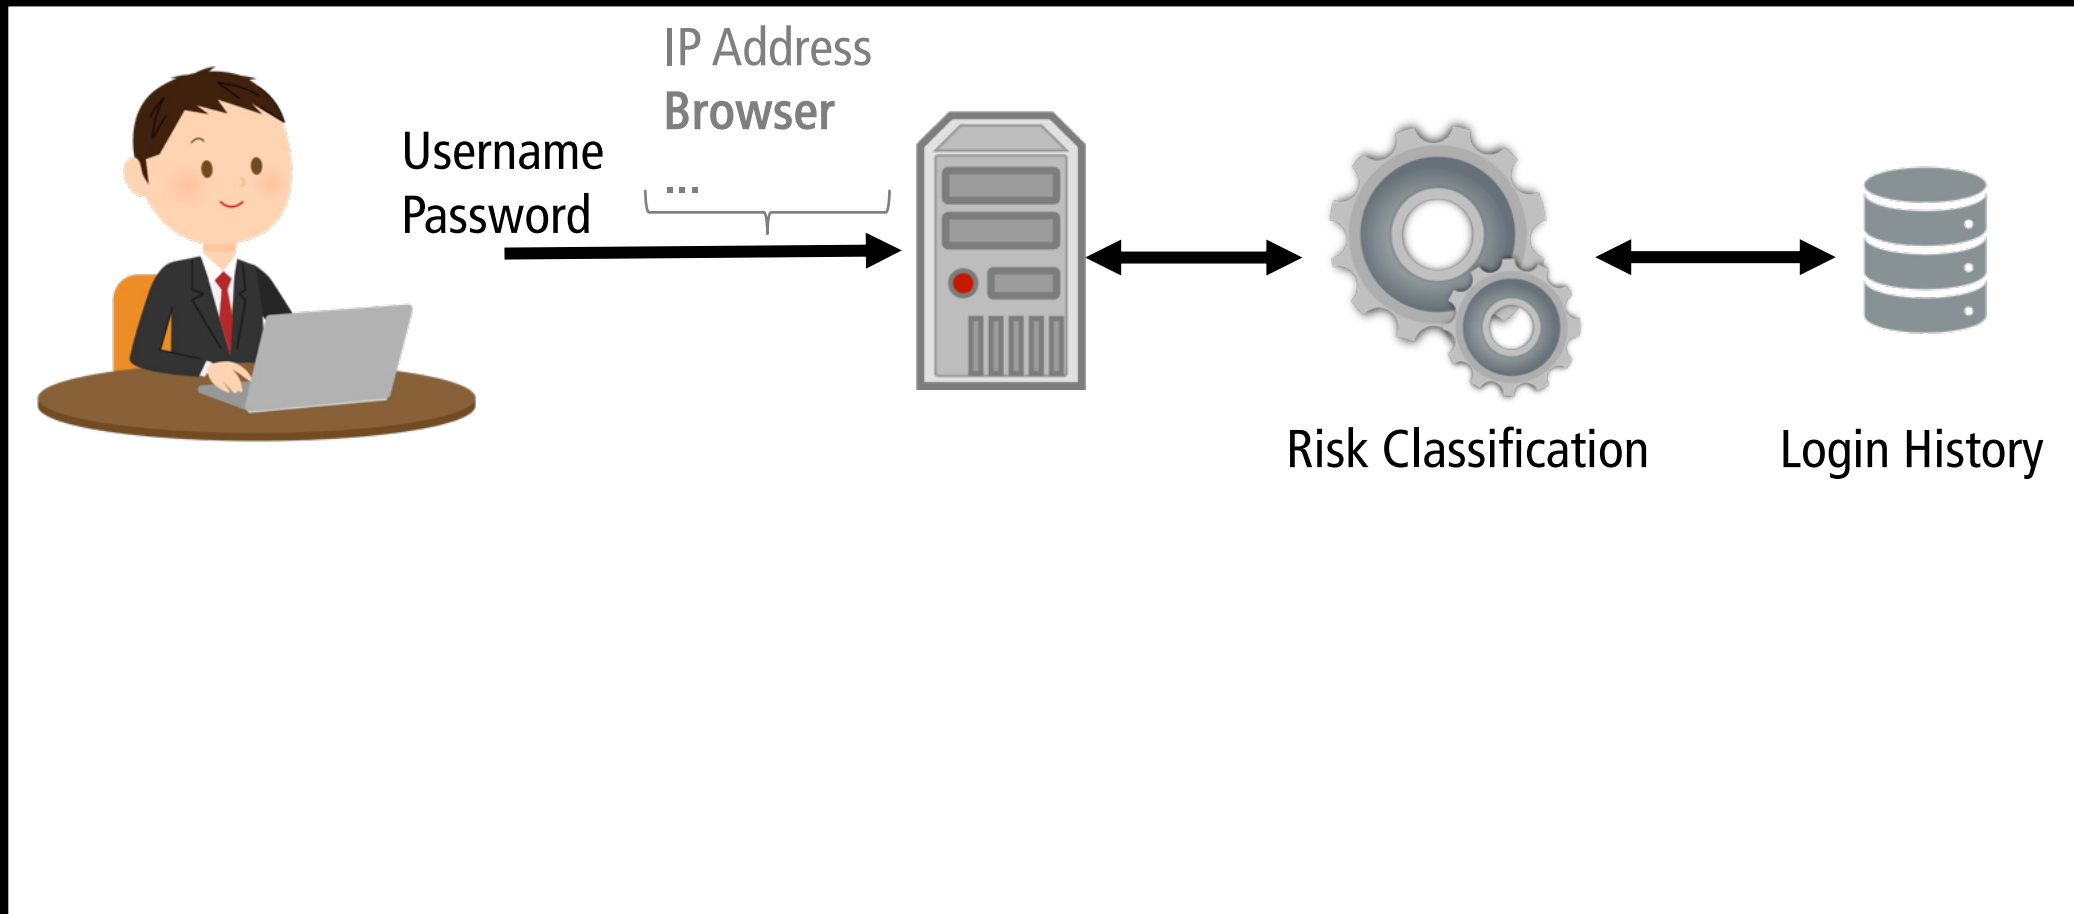 IP Address
Browser
...
Username
Password
Risk Classification
Login History